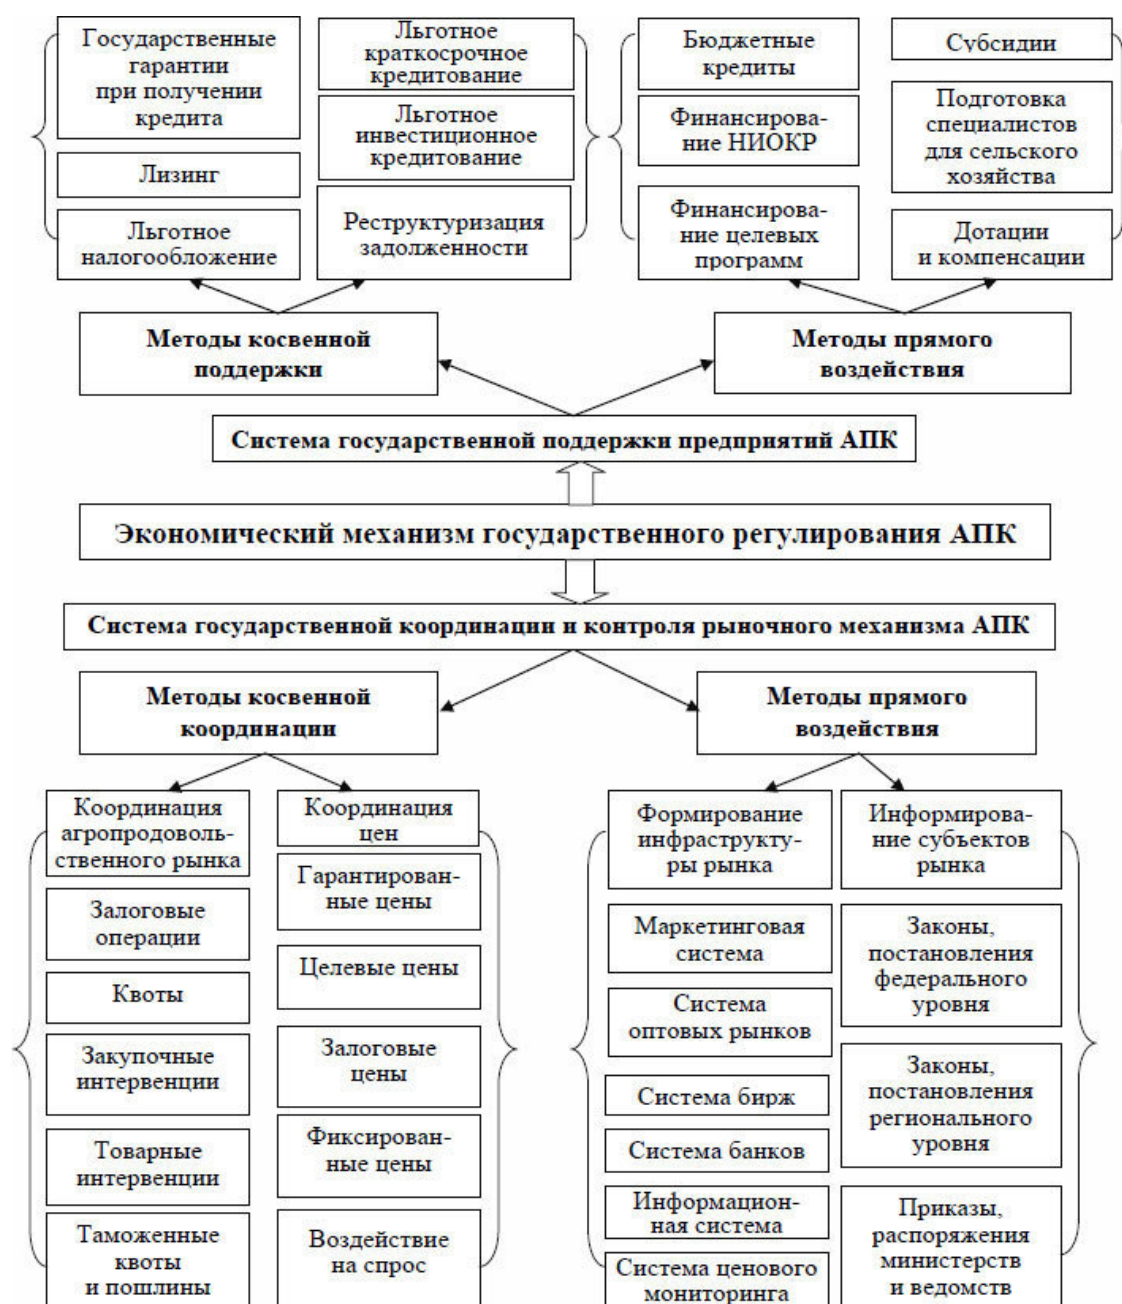 Государственные
гарантии
при получении
кредита
Лизинг
Льготное
налогообложение
Льготное
краткосрочное
кредитование
Льготное
инвестиционное
кредитование
Реструктуризация
задолженности
Бюджетные
кредиты
Финансирова-
ние НИОКР
Финансирова-
ние целевых
программ
Субсидии
Подготовка
специалистов
для сельского
хозяйства
Дотации
и компенсации
Методы косвенной
поддержки
Методы прямого
воздействия
Система государственной поддержки предприятий АПК
Экономический механизм государственного регулирования АПК
Система государственной координации и контроля рыночного механизма АПК
Методы косвенной
координации
Методы прямого
воздействия
Координация
агропродоволь-
ственного рынка
Залоговые
операции
Квоты
Закупочные
интервенции
Товарные
интервенции
Таможенные
квоты
и пошлины
Координация
цен
Гарантирован-
ные цены
Целевые цены
Залоговые
цены
Фиксирован-
ные цены
Воздействие
на спрос
Формирование
инфраструкту-
ры рынка
Маркетинговая
система
Система
оптовых рынков
Система бирж
Система банков
Информацион-
ная система
Система ценового
мониторинга
Информирова-
ние субъектов
рынка
Законы,
постановления
федерального
уровня
Законы,
постановления
регионального
уровня
Приказы,
распоряжения
министерств
и ведомств